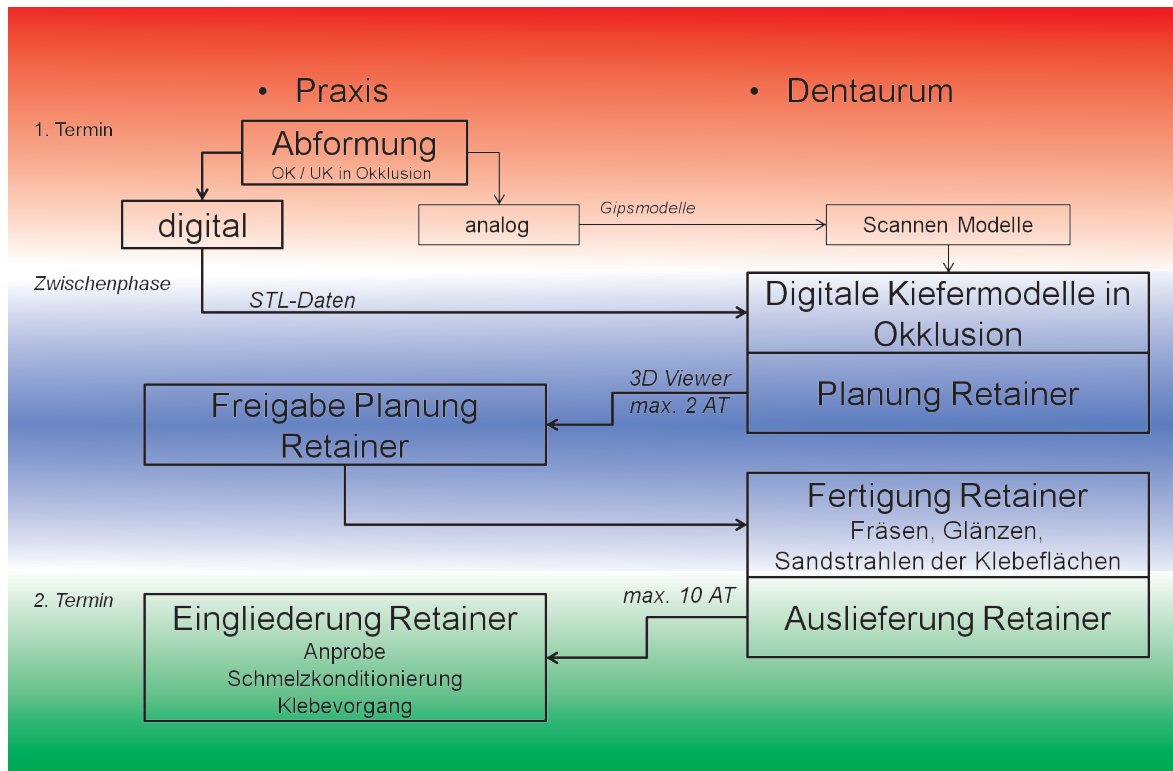 • Praxis
• Dentaurum
1. Termin
Abformung
OK / UK in Okklusion
digital
analog
Gipsmodelle
Scannen Modelle
Zwischenphase
STL-Daten
Digitale Kiefermodelle in
Okklusion
3D Viewer
max. 2 AT
Planung Retainer
Freigabe Planung
Retainer
Fertigung Retainer
Fräsen, Glänzen,
Sandstrahlen der Klebeflächen
2. Termin
max. 10 AT
Auslieferung Retainer
Eingliederung Retainer
Anprobe
Schmelzkonditionierung
Klebevorgang